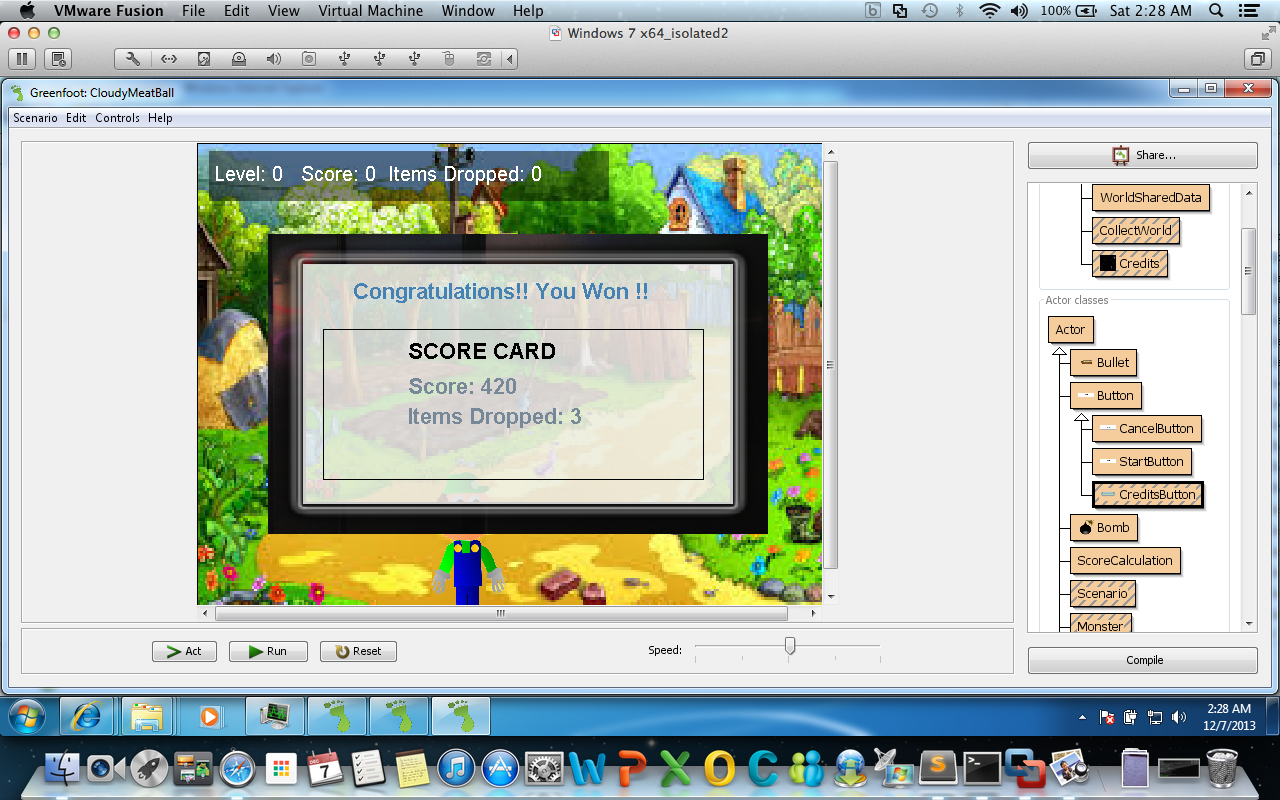 VMware Fusion File Edit View Virtual Machine Window Help 100% Sat 2:28 AM
Windows 7 x64_isolated2
Greenfoot: CloudyMeatBall
Scenario Edit Controls Help
Level: 0 Score: 0 Items Dropped: 0
Congratulations!! You Won !!
SCORE CARD
Score: 420
Items Dropped: 3
Share...
WorldSharedData
CollectWorld
Credits
Actor classes
Actor
Bullet
Button
CancelButton
StartButton
CreditsButton
Bomb
ScoreCalculation
Scenario
Monster
Act Run Reset Speed:
Compile
2:28 AM
12/7/2013
DEC
7